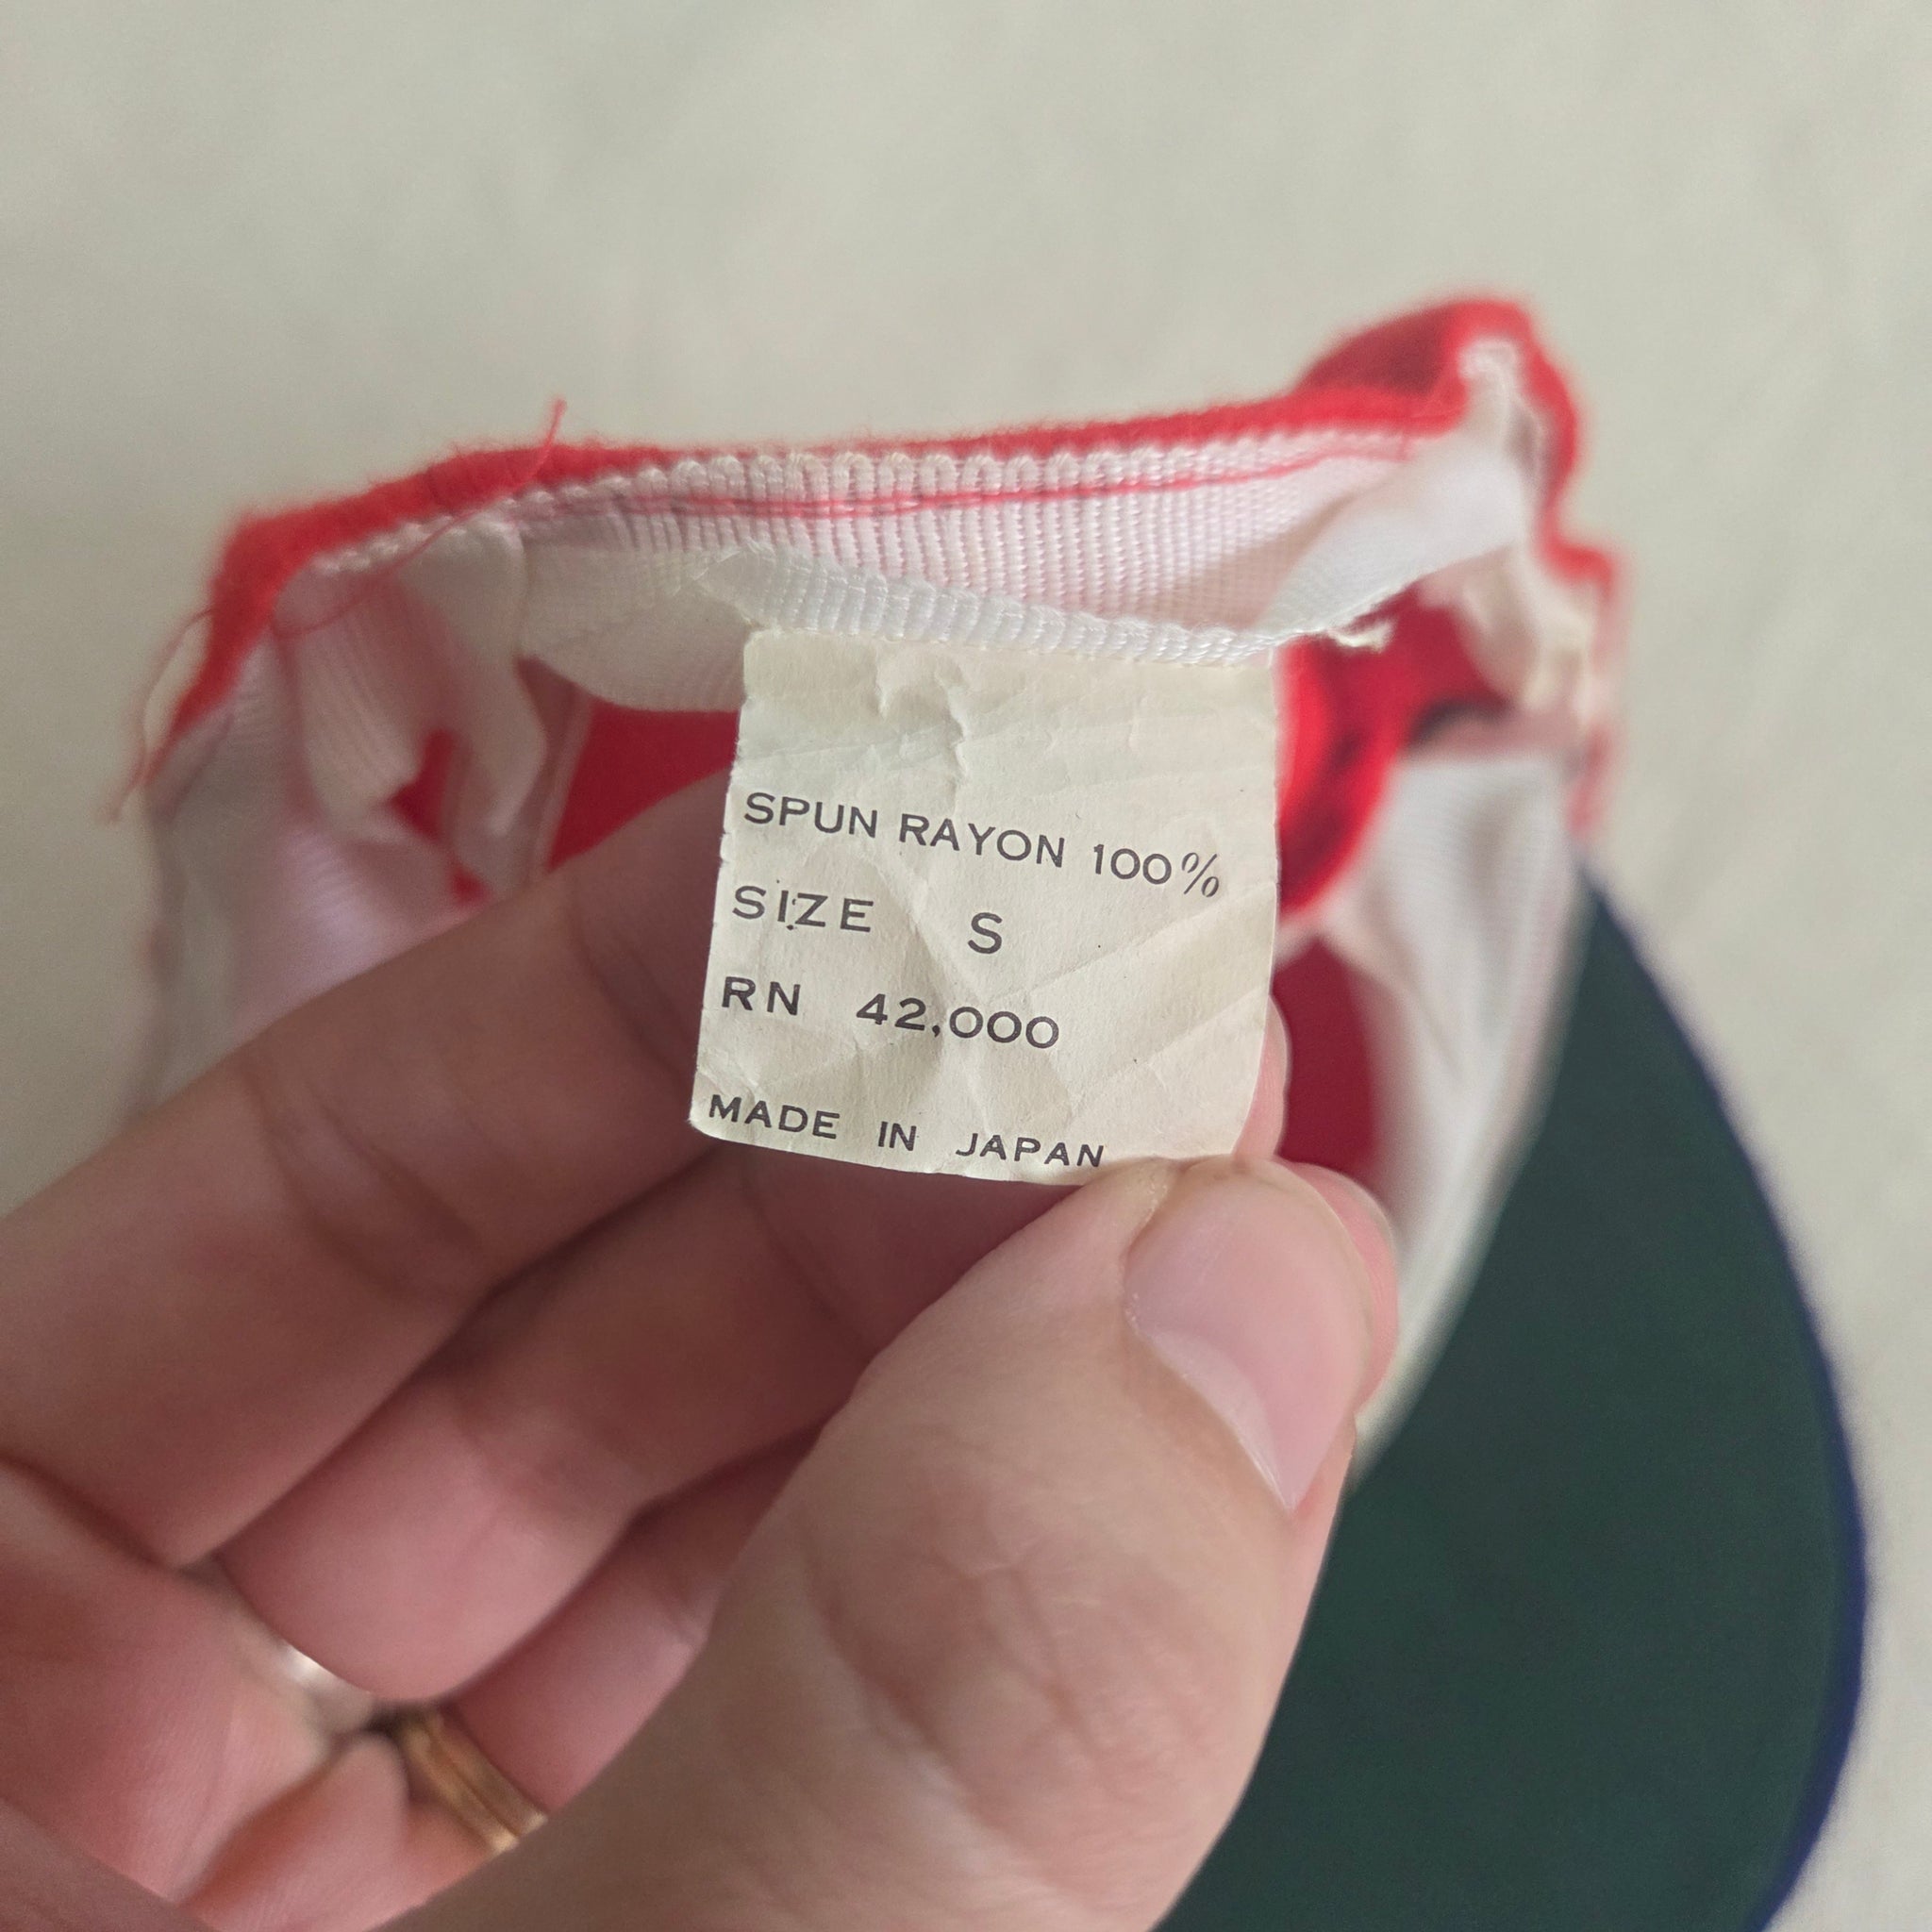 SPUN RAYON 100%
SIZE S
RN 42,000
MADE IN JAPAN